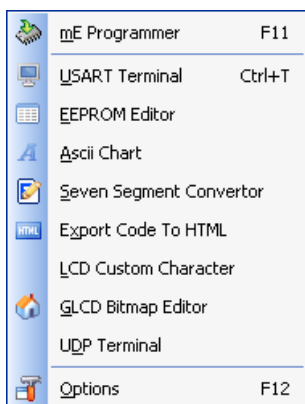 mE Programmer F11
USART Terminal Ctrl+T
EEPROM Editor
Ascii Chart
Seven Segment Convertor
HTML Export Code To HTML
LCD Custom Character
GLCD Bitmap Editor
UDP Terminal
Options F12